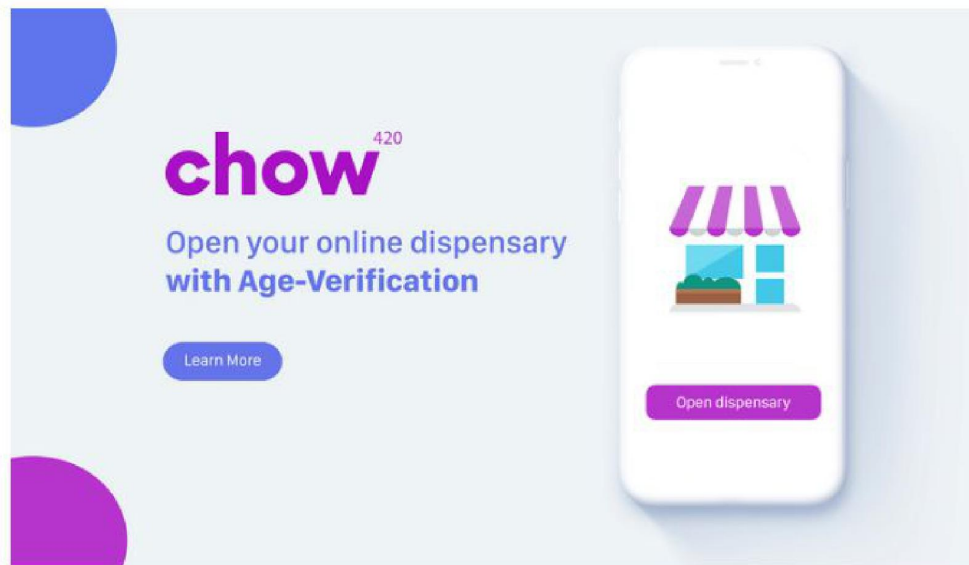 chow 420
Open your online dispensary
with Age-Verification
Learn More
Open dispensary